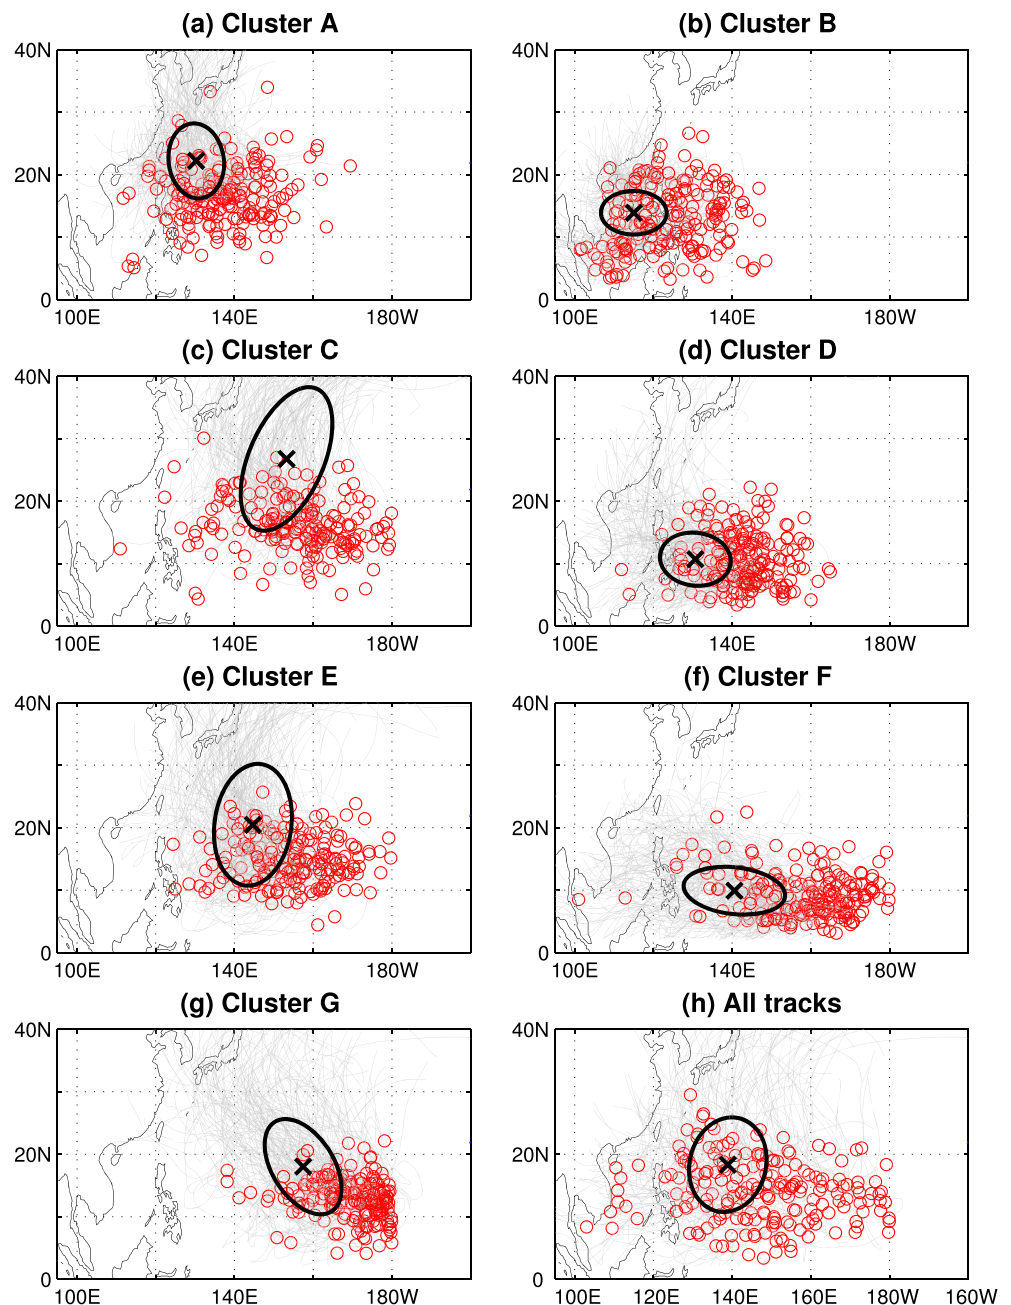 (a) Cluster A
(b) Cluster B
40N
20N
0
100E 140E 180W
40N
20N
0
100E 140E 180W
(c) Cluster C
(d) Cluster D
40N
20N
0
100E 140E 180W
40N
20N
0
100E 140E 180W
(e) Cluster E
(f) Cluster F
40N
20N
0
100E 140E 180W
40N
20N
0
100E 140E 180W
(g) Cluster G
(h) All tracks
40N
20N
0
100E 140E 180W
40N
20N
0
100E 120E 140E 160E 180W 160W